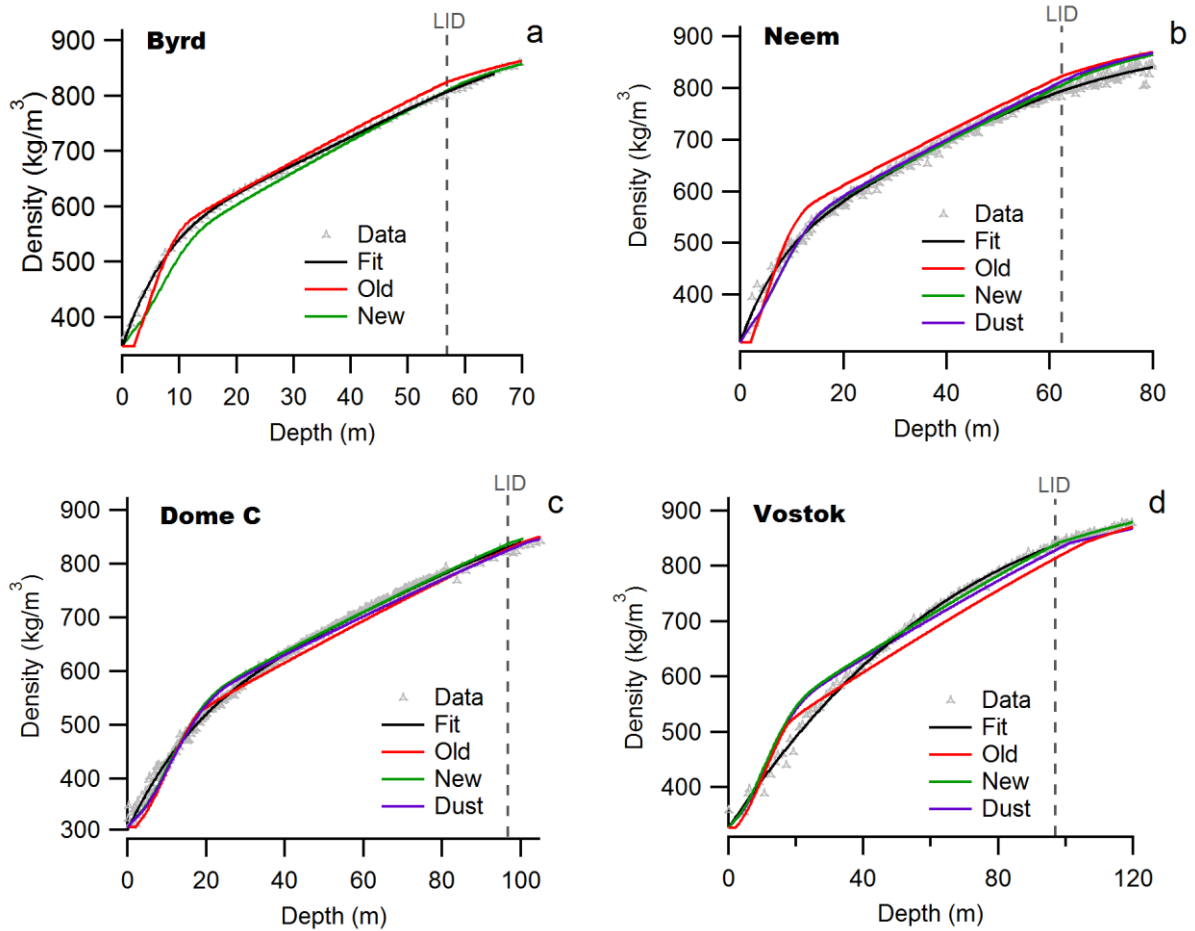 LID
Byrd
a
900
800
700
600
500
400
Density (kg/m³)
Data
Fit
Old
New
0 10 20 30 40 50 60 70
Depth (m)
LID
Neem
b
900
800
700
600
500
400
Density (kg/m³)
Data
Fit
Old
New
Dust
0 20 40 60 80
Depth (m)
LID
Dome C
c
900
800
700
600
500
400
300
Density (kg/m³)
Data
Fit
Old
New
Dust
0 20 40 60 80 100
Depth (m)
LID
Vostok
d
900
800
700
600
500
400
Density (kg/m³)
Data
Fit
Old
New
Dust
0 40 80 120
Depth (m)